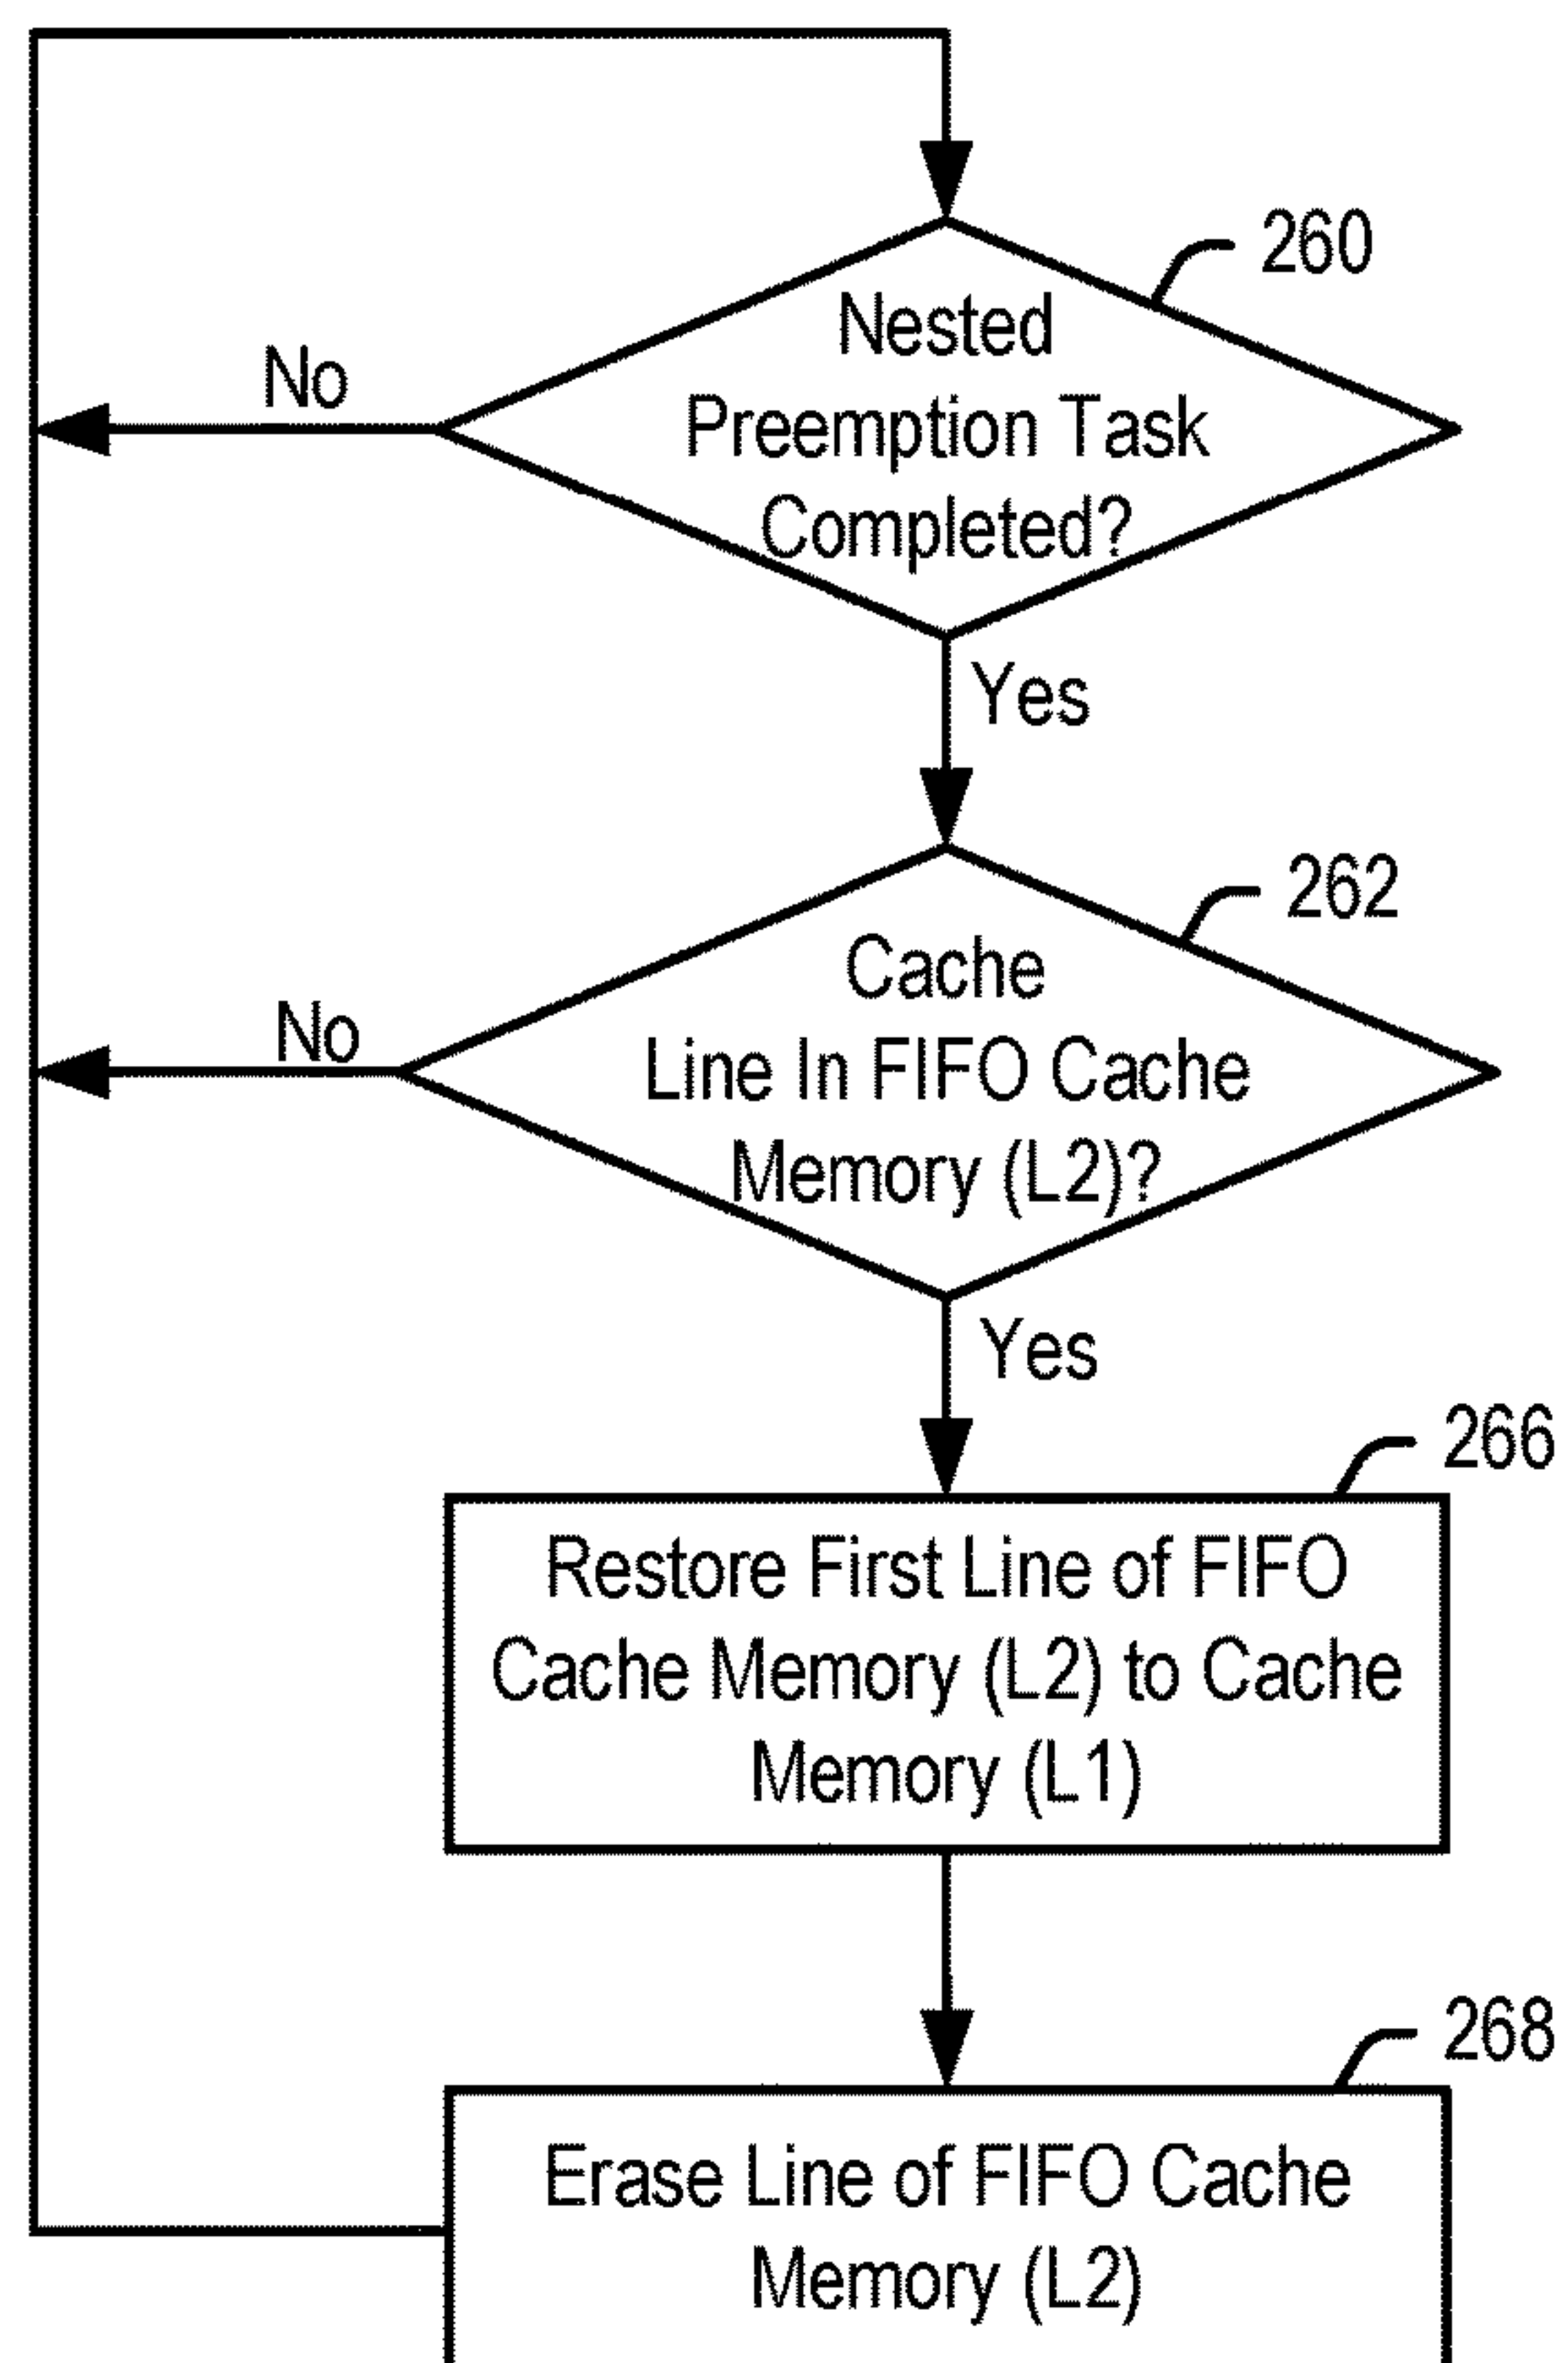 260
Nested
Preemption Task
Completed?
No
Yes
262
Cache
Line In FIFO Cache
Memory (L2)?
No
Yes
266
Restore First Line of FIFO
Cache Memory (L2) to Cache
Memory (L1)
268
Erase Line of FIFO Cache
Memory (L2)